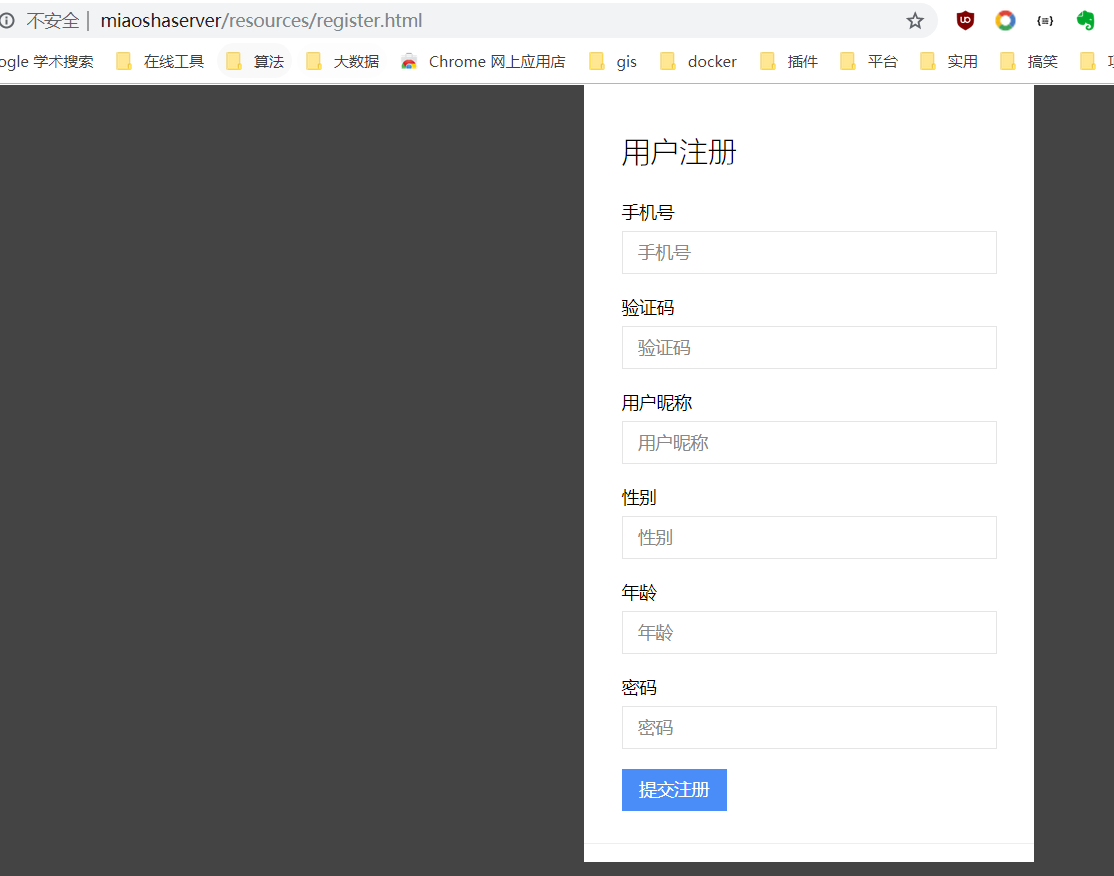 不安全 | miaoshaserver/resources/register.html
ogle 学术搜索 在线工具 算法 大数据 Chrome 网上应用店 gis docker 插件 平台 实用 搞笑
用户注册
手机号
手机号
验证码
验证码
用户昵称
用户昵称
性别
性别
年龄
年龄
密码
密码
提交注册